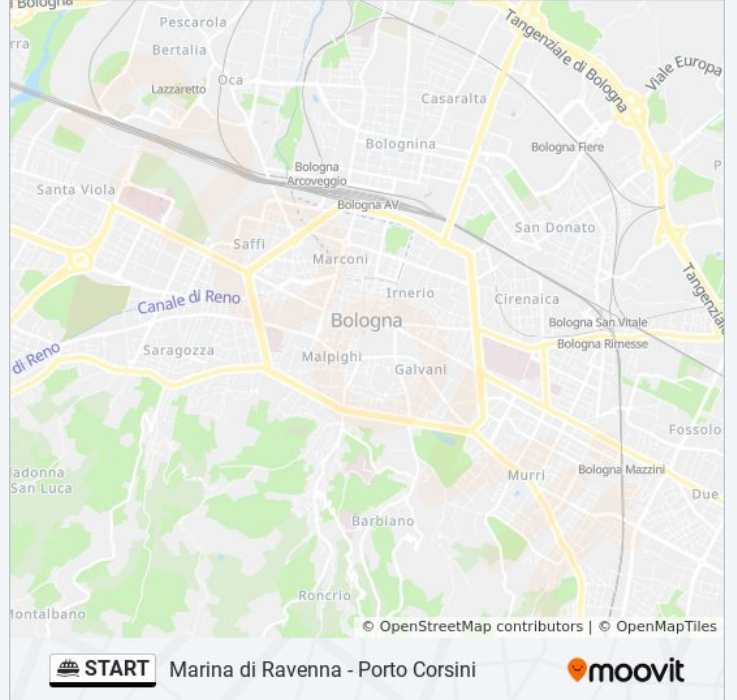 Bologna
Pescarola
Tangenziale di Bologna
rra
Bertalia
Viale Europa
Oca
Lazzaretto
Casaralta
Bolognina
Bologna Fiere
Bologna
Arcoveggio
P
Santa Viola
Bologna AV
San Donato
Saffi
Marconi
Tangenziale
Irnerio
Cirenaica
Canale di Reno
Bologna
Bologna San Vitale
Bologna Rimesse
di Reno
Saragozza
Malpighi
Galvani
Fossolo
adonna
San Luca
Murri
Bologna Mazzini
Due
Barbiano
Roncrio
Montalbano
© OpenStreetMap contributors | © OpenMapTiles
START Marina di Ravenna - Porto Corsini
moovit